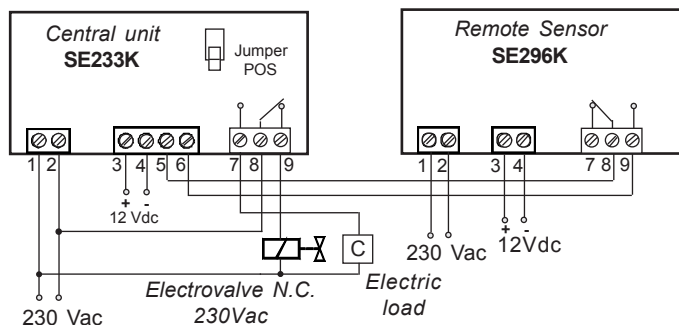 Central unit
SE233K
Jumper
POS
1 2 3 4 5 6 7 8 9
+ -
12 Vdc
230 Vac
Electrovalve N.C.
230Vac
C
Electric
load
Remote Sensor
SE296K
1 2 3 4 7 8 9
+ -
230 Vac 12Vdc